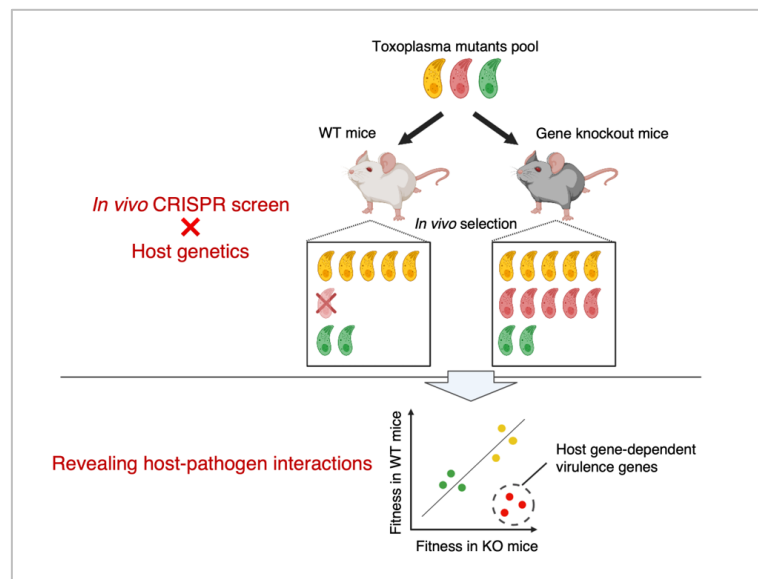 Toxoplasma mutants pool
WT mice
Gene knockout mice
In vivo CRISPR screen
Host genetics
In vivo selection
Revealing host-pathogen interactions
Fitness in WT mice
Host gene-dependent
virulence genes
Fitness in KO mice